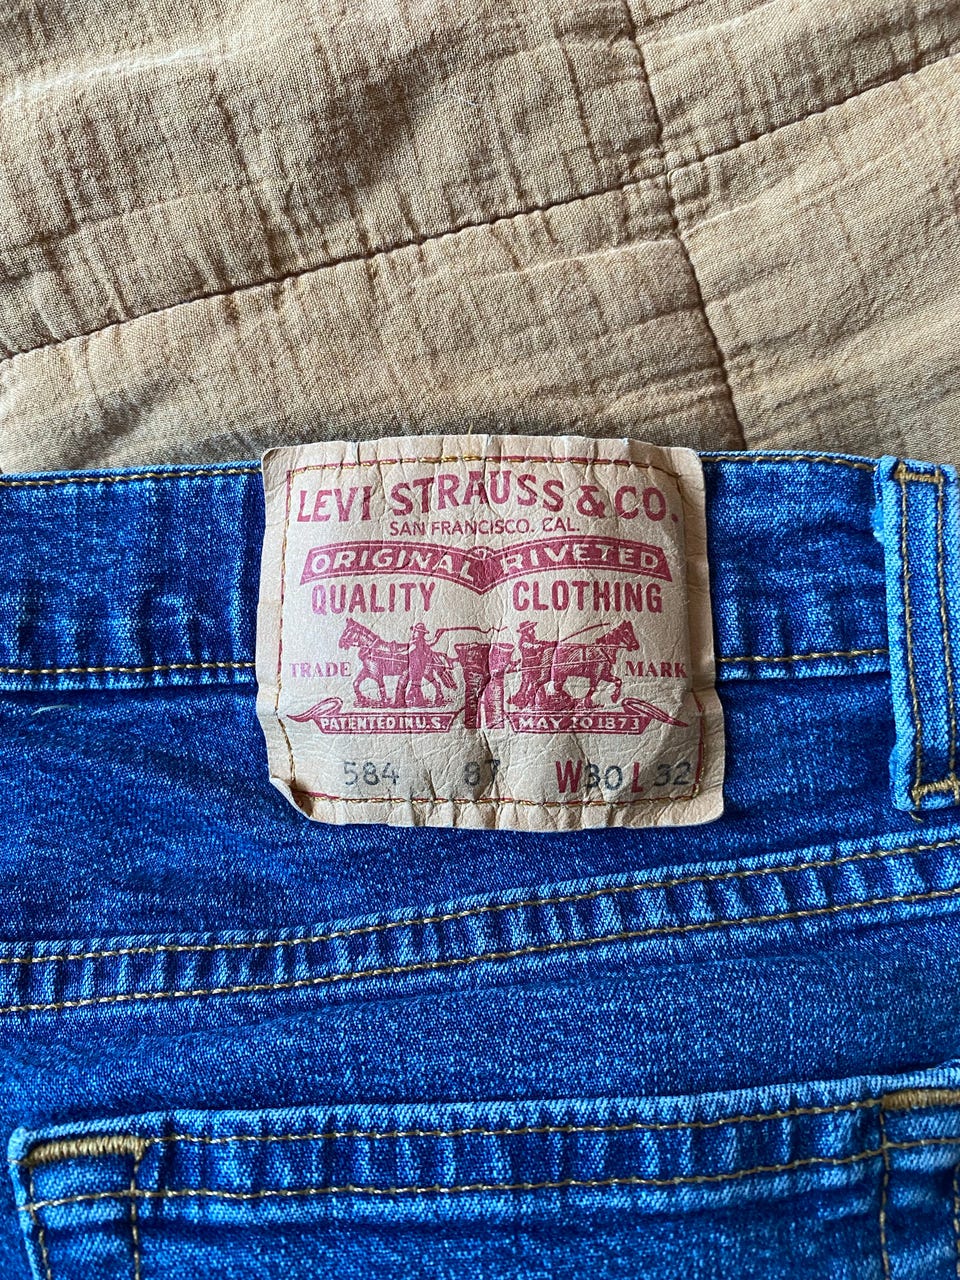 LEVI STRAUSS & CO.
SAN FRANCISCO. CAL.
ORIGINAL RIVETED
QUALITY CLOTHING
TRADE MARK
PATENTED IN U.S. MAY 20 1873
584 87 W30 L32